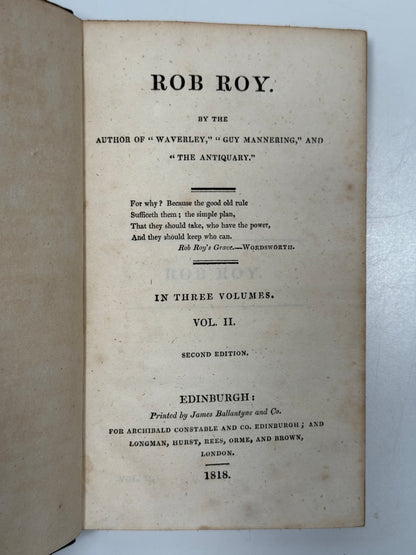 ROB ROY.
BY THE
AUTHOR OF "WAVERLEY," "GUY MANNERING," AND
"THE ANTIQUARY."
For why? Because the good old rule
Sufficeth them; the simple plan,
That they should take, who have the power,
And they should keep who can.
Rob Roy's Grave.—WORDSWORTH.
IN THREE VOLUMES.
VOL. II.
SECOND EDITION.
EDINBURGH:
Printed by James Ballantyne and Co.
FOR ARCHIBALD CONSTABLE AND CO. EDINBURGH; AND
LONGMAN, HURST, REES, ORME, AND BROWN,
LONDON.
1818.